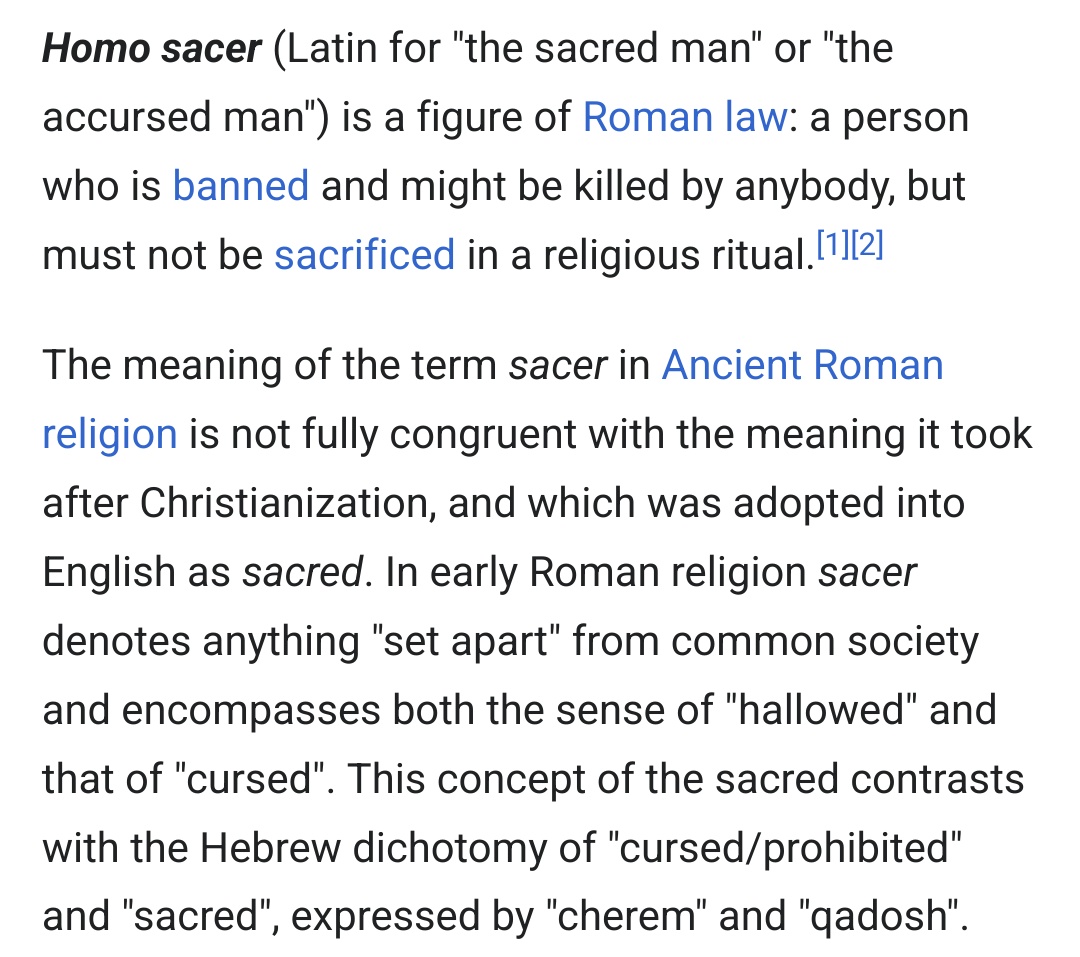 Homo sacer (Latin for "the sacred man" or "the
accursed man") is a figure of Roman law: a person
who is banned and might be killed by anybody, but
must not be sacrificed in a religious ritual.[1][2]
The meaning of the term sacer in Ancient Roman
religion is not fully congruent with the meaning it took
after Christianization, and which was adopted into
English as sacred. In early Roman religion sacer
denotes anything "set apart" from common society
and encompasses both the sense of "hallowed" and
that of "cursed". This concept of the sacred contrasts
with the Hebrew dichotomy of "cursed/prohibited"
and "sacred", expressed by "cherem" and "qadosh".